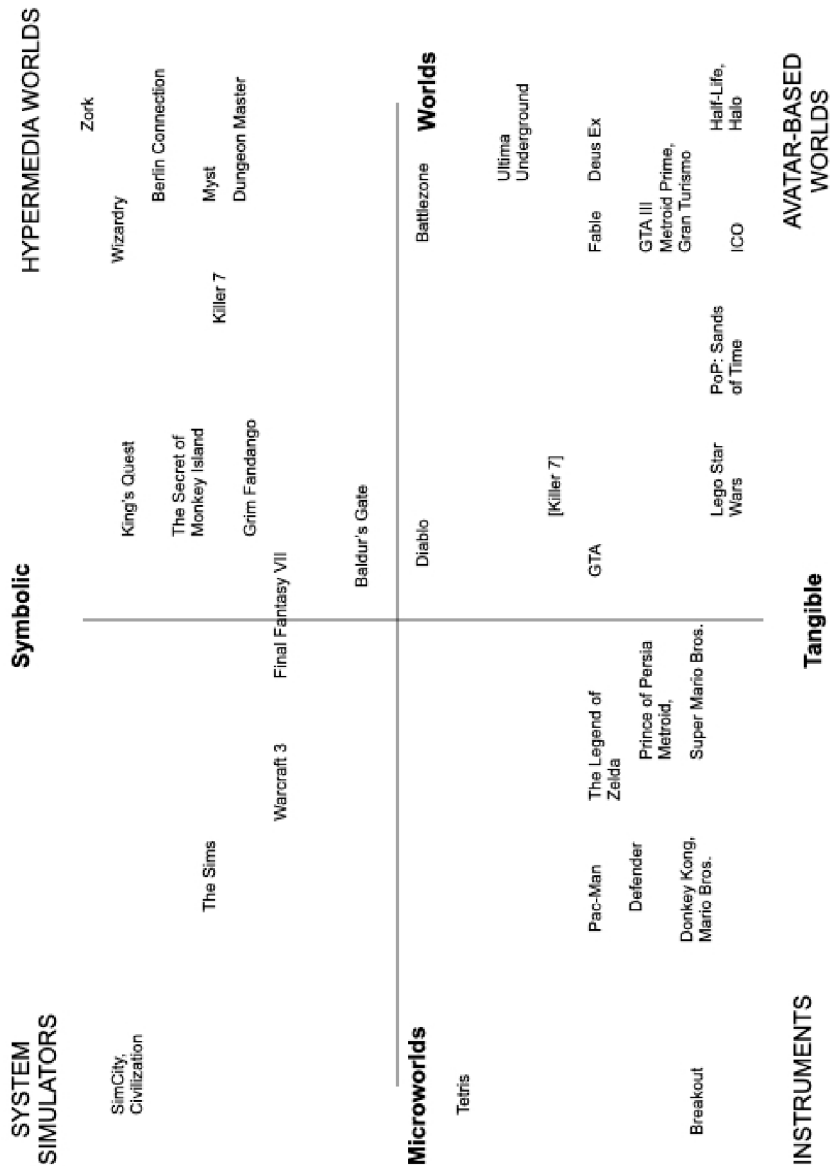 SYSTEM
SIMULATORS
Symbolic
HYPERMEDIA WORLDS
Zork
SimCity,
Civilization
King's Quest
Wizardry
Berlin Connection
The Secret of
Monkey Island
The Sims
Killer 7
Myst
Dungeon Master
Grim Fandango
Warcraft 3
Final Fantasy VII
Baldur's Gate
Microworlds
Worlds
Diablo
Battlezone
Tetris
Ultima
Underground
[Killer 7]
Pac-Man
The Legend of
Zelda
GTA
Fable
Deus Ex
Defender
Prince of Persia
Metroid,
GTA III
Metroid Prime,
Gran Turismo
Breakout
Donkey Kong,
Mario Bros.
Super Mario Bros.
Lego Star
Wars
PoP: Sands
of Time
ICO
Half-Life,
Halo
INSTRUMENTS
Tangible
AVATAR-BASED
WORLDS